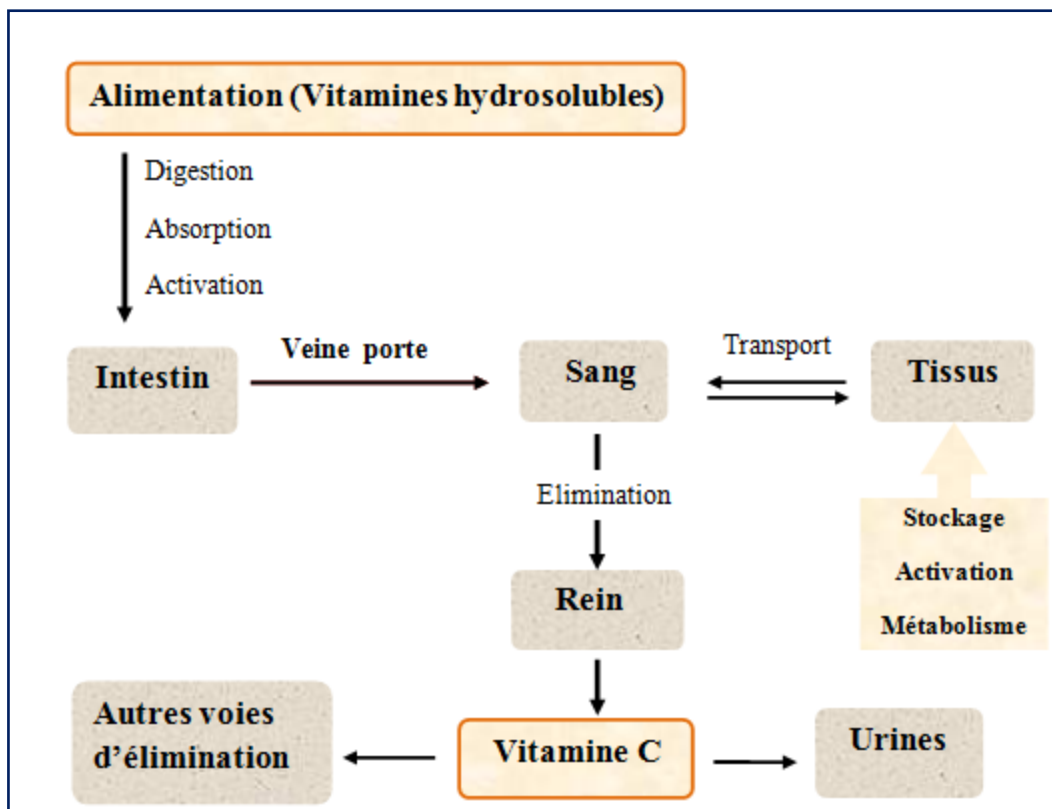 Alimentation (Vitamines hydrosolubles)
Digestion
Absorption
Activation
Intestin
Veine porte
Sang
Transport
Tissus
Elimination
Stockage
Activation
Métabolisme
Rein
Autres voies
d’élimination
Vitamine C
Urines